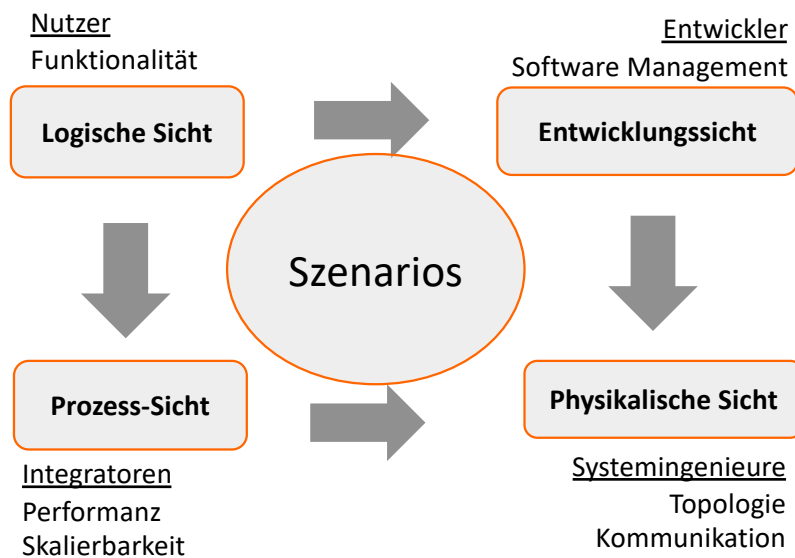 Nutzer
Funktionalität
Logische Sicht
Entwickler
Software Management
Entwicklungssicht
Szenarios
Prozess-Sicht
Integratoren
Performanz
Skalierbarkeit
Physikalische Sicht
Systemingenieure
Topologie
Kommunikation